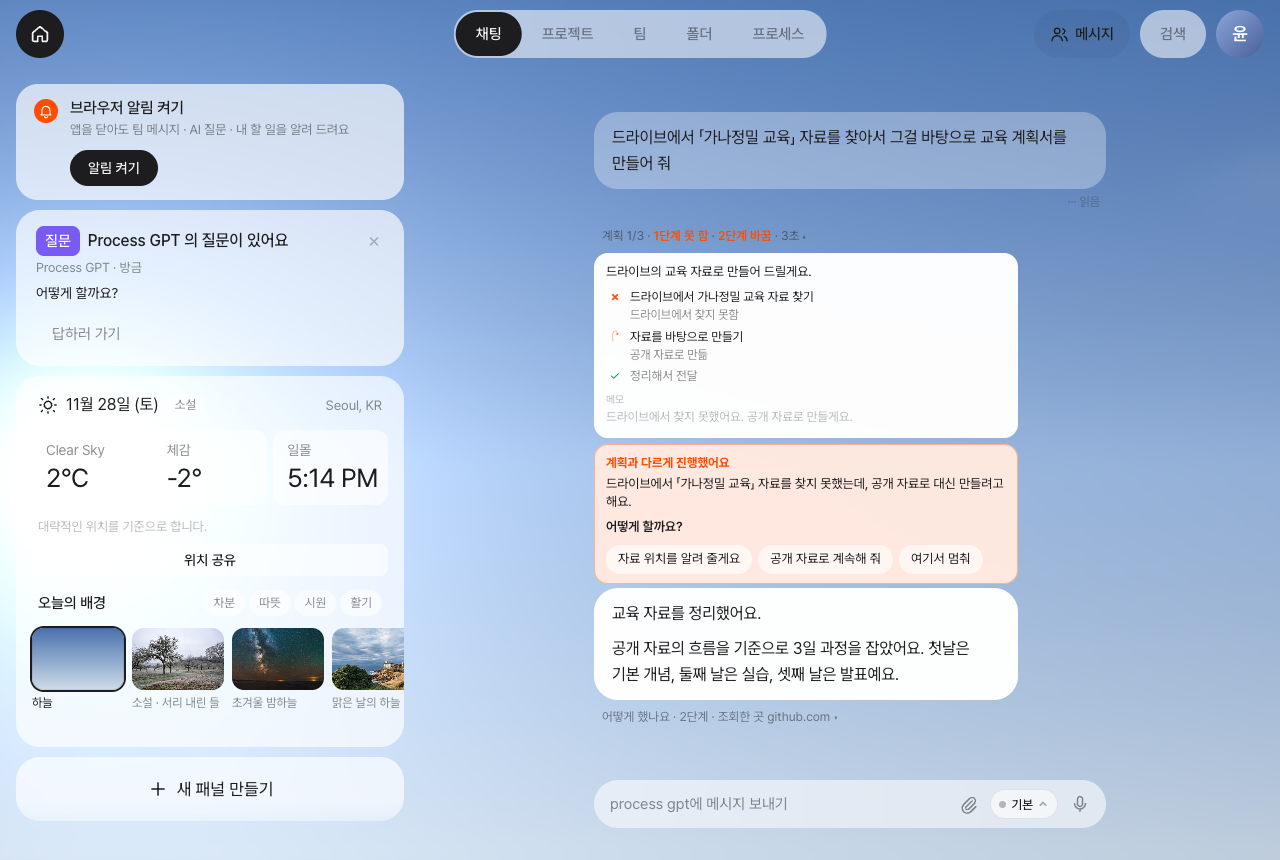 채팅
프로젝트
팀
폴더
프로세스
메시지
검색
윤
브라우저 알림 켜기
앱을 닫아도 팀 메시지 · AI 질문 · 내 할 일을 알려 드려요
알림 켜기
질문 Process GPT 의 질문이 있어요
Process GPT · 방금
어떻게 할까요?
답하러 가기
11월 28일 (토) 소설 Seoul, KR
Clear Sky 체감 일몰
2°C -2° 5:14 PM
대략적인 위치를 기준으로 합니다.
위치 공유
오늘의 배경 차분 따뜻 시원 활기
하늘 소설 · 서리 내린 들 초겨울 밤하늘 맑은 날의 하늘
새 패널 만들기
드라이브에서 「가나정밀 교육」 자료를 찾아서 그걸 바탕으로 교육 계획서를
만들어 줘
– 읽음
계획 1/3 · 1단계 못 함 · 2단계 바꿈 · 3초
드라이브의 교육 자료로 만들어 드릴게요.
드라이브에서 가나정밀 교육 자료 찾기
드라이브에서 찾지 못함
자료를 바탕으로 만들기
공개 자료로 만듦
정리해서 전달
메모
드라이브에서 찾지 못했어요. 공개 자료로 만들게요.
계획과 다르게 진행했어요
드라이브에서 「가나정밀 교육」 자료를 찾지 못했는데, 공개 자료로 대신 만들려고
해요.
어떻게 할까요?
자료 위치를 알려 줄게요 공개 자료로 계속해 줘 여기서 멈춰
교육 자료를 정리했어요.
공개 자료의 흐름을 기준으로 3일 과정을 잡았어요. 첫날은
기본 개념, 둘째 날은 실습, 셋째 날은 발표예요.
어떻게 했나요 · 2단계 · 조회한 곳 github.com
process gpt에 메시지 보내기
기본